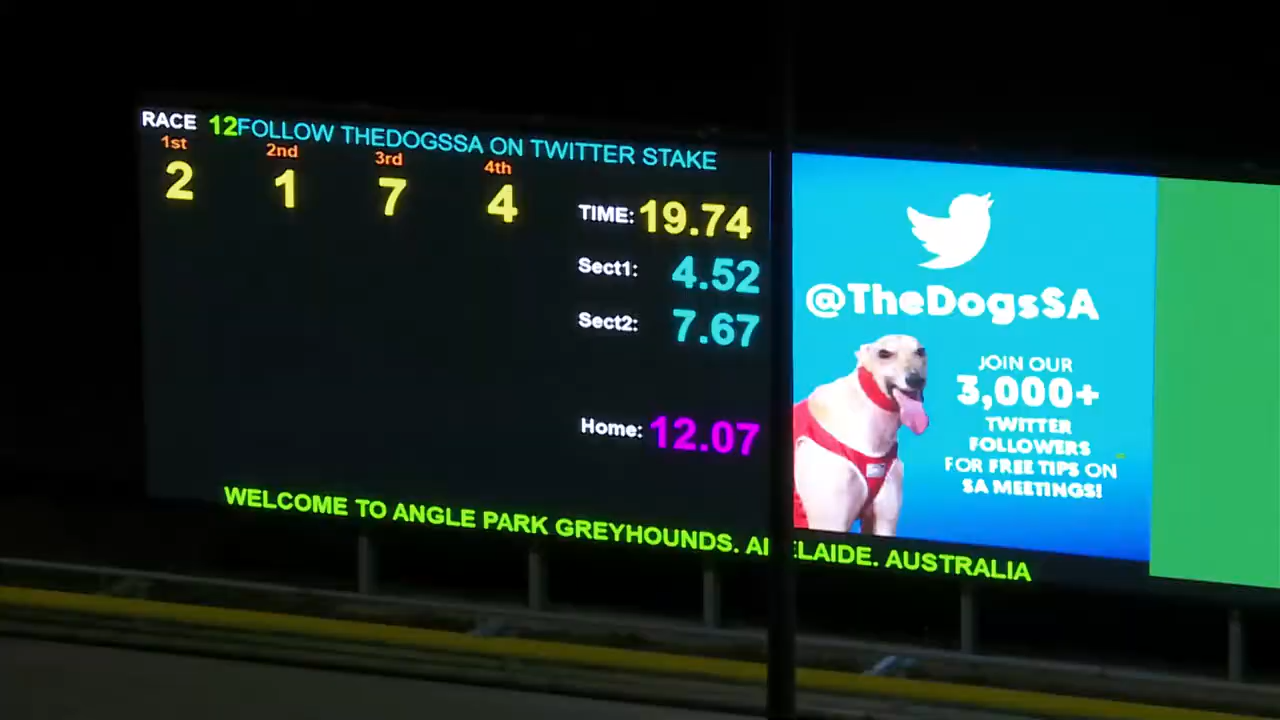 RACE 12FOLLOW THEDOGSSA ON TWITTER STAKE
1st 2nd 3rd 4th
2 1 7 4
TIME: 19.74
Sect1: 4.52
Sect2: 7.67
Home: 12.07
@TheDogsSA
JOIN OUR
3,000+
TWITTER
FOLLOWERS
FOR FREE TIPS ON
SA MEETINGS!
WELCOME TO ANGLE PARK GREYHOUNDS. ADELAIDE. AUSTRALIA